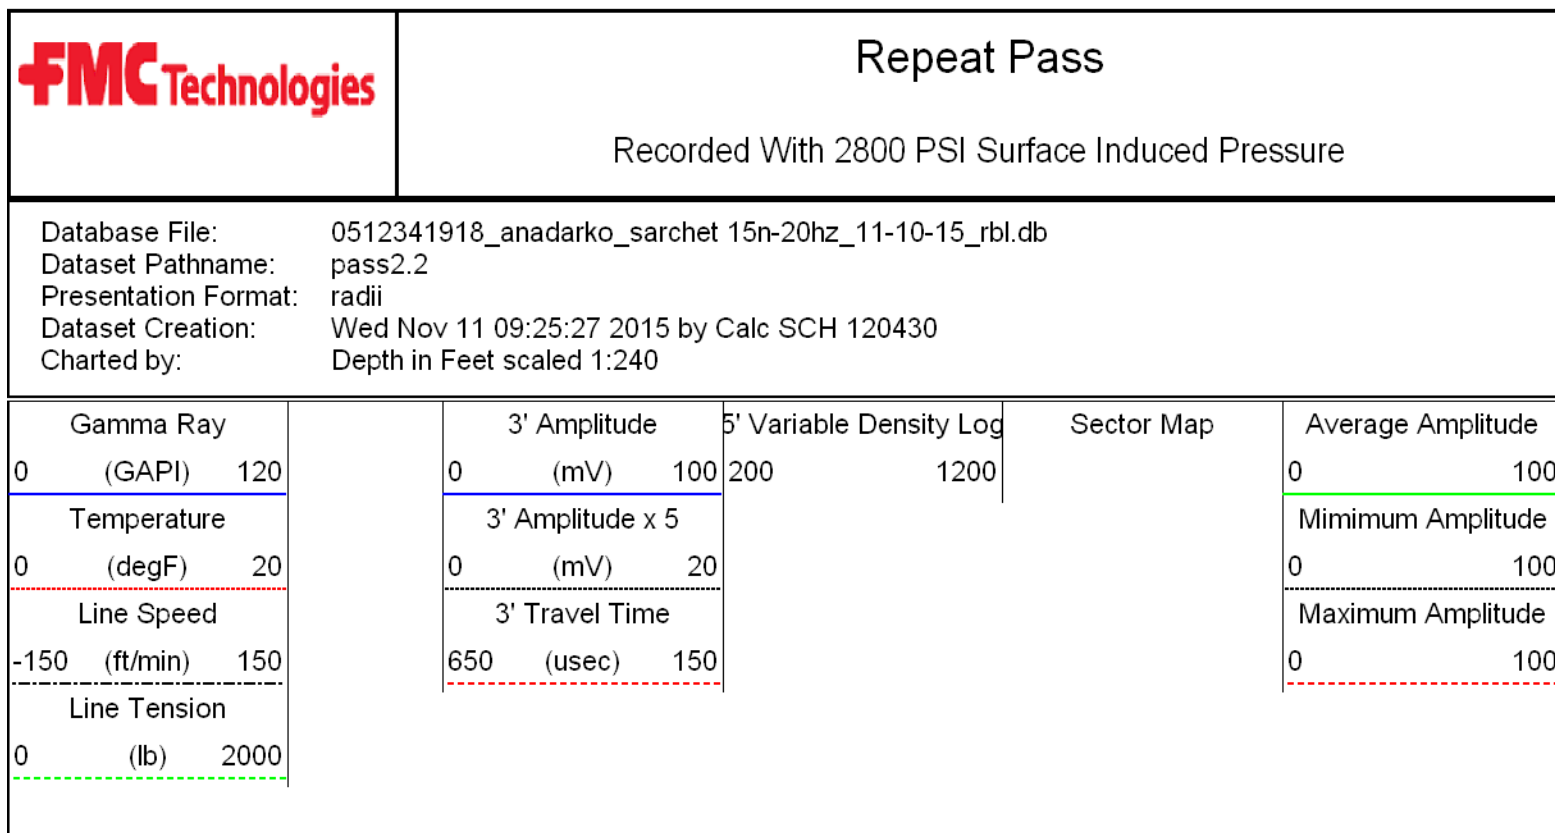 FMC Technologies
Repeat Pass
Recorded With 2800 PSI Surface Induced Pressure
Database File: 0512341918_anadarko_sarchet 15n-20hz_11-10-15_rbl.db
Dataset Pathname: pass2.2
Presentation Format: radii
Dataset Creation: Wed Nov 11 09:25:27 2015 by Calc SCH 120430
Charted by: Depth in Feet scaled 1:240
Gamma Ray
0 (GAPI) 120
Temperature
0 (degF) 20
Line Speed
-150 (ft/min) 150
Line Tension
0 (lb) 2000
3' Amplitude
0 (mV) 100
3' Amplitude x 5
0 (mV) 20
3' Travel Time
650 (usec) 150
5' Variable Density Log
200 1200
Sector Map
Average Amplitude
0 100
Mimimum Amplitude
0 100
Maximum Amplitude
0 100